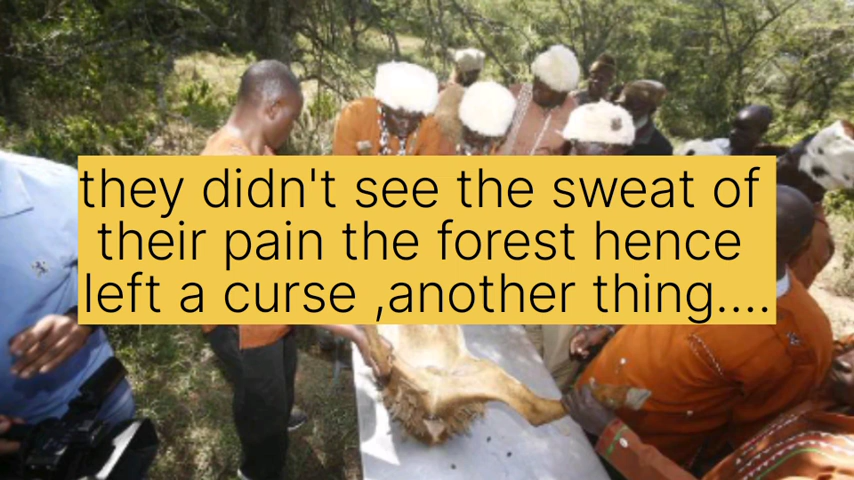 they didn't see the sweat of
their pain the forest hence
left a curse ,another thing....